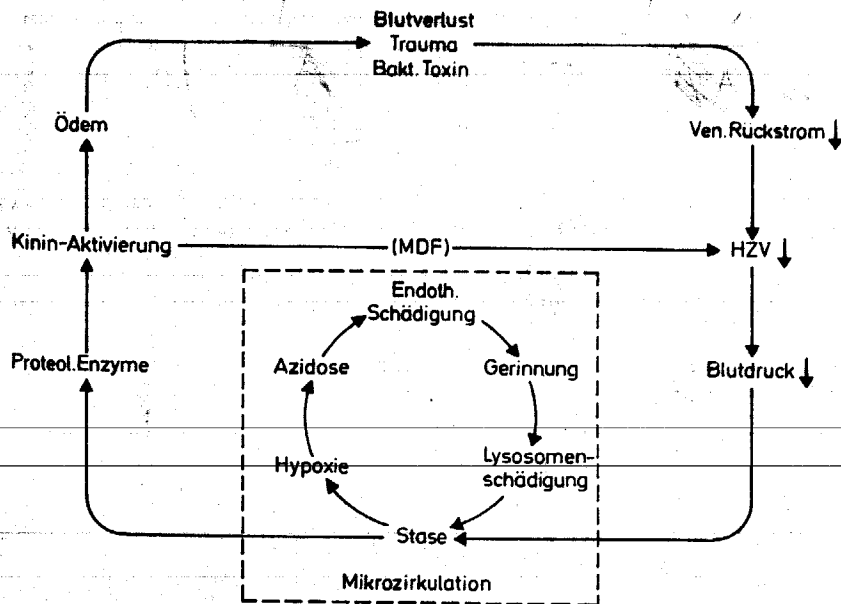 Blutverlust
Trauma
Bakt. Toxin
Ödem
Ven. Rückstrom ↓
Kinin-Aktivierung
(MDF)
HZV ↓
Endoth.
Schädigung
Proteol. Enzyme
Azidose
Gerinnung
Blutdruck ↓
Hypoxie
Lysosomen-
schädigung
Stase
Mikrozirkulation